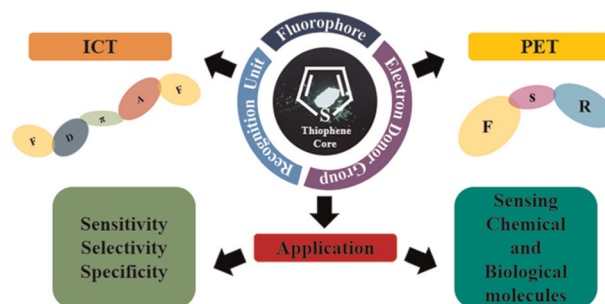 ICT
Fluorophore
PET
Recognition Unit
Electron Donor Group
S
Thiophene
Core
F
D
π
A
F
F
s
R
Sensitivity
Selectivity
Specificity
Application
Sensing
Chemical
and
Biological
molecules